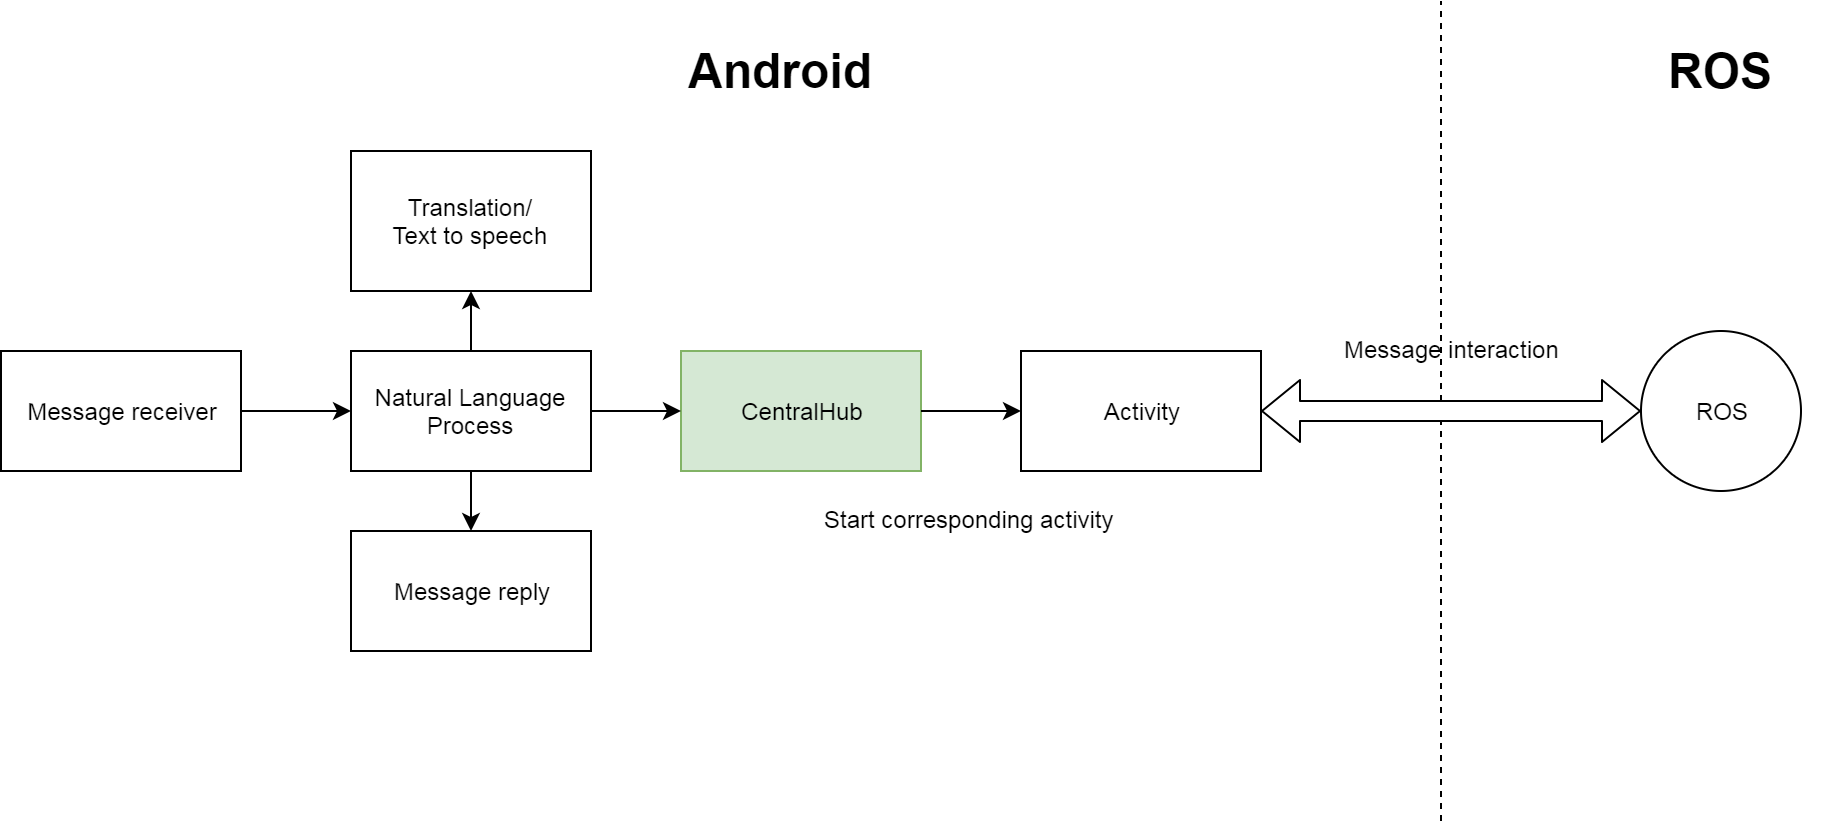 Android
ROS
Translation/
Text to speech
Message interaction
Message receiver
Natural Language
Process
CentralHub
Activity
ROS
Start corresponding activity
Message reply